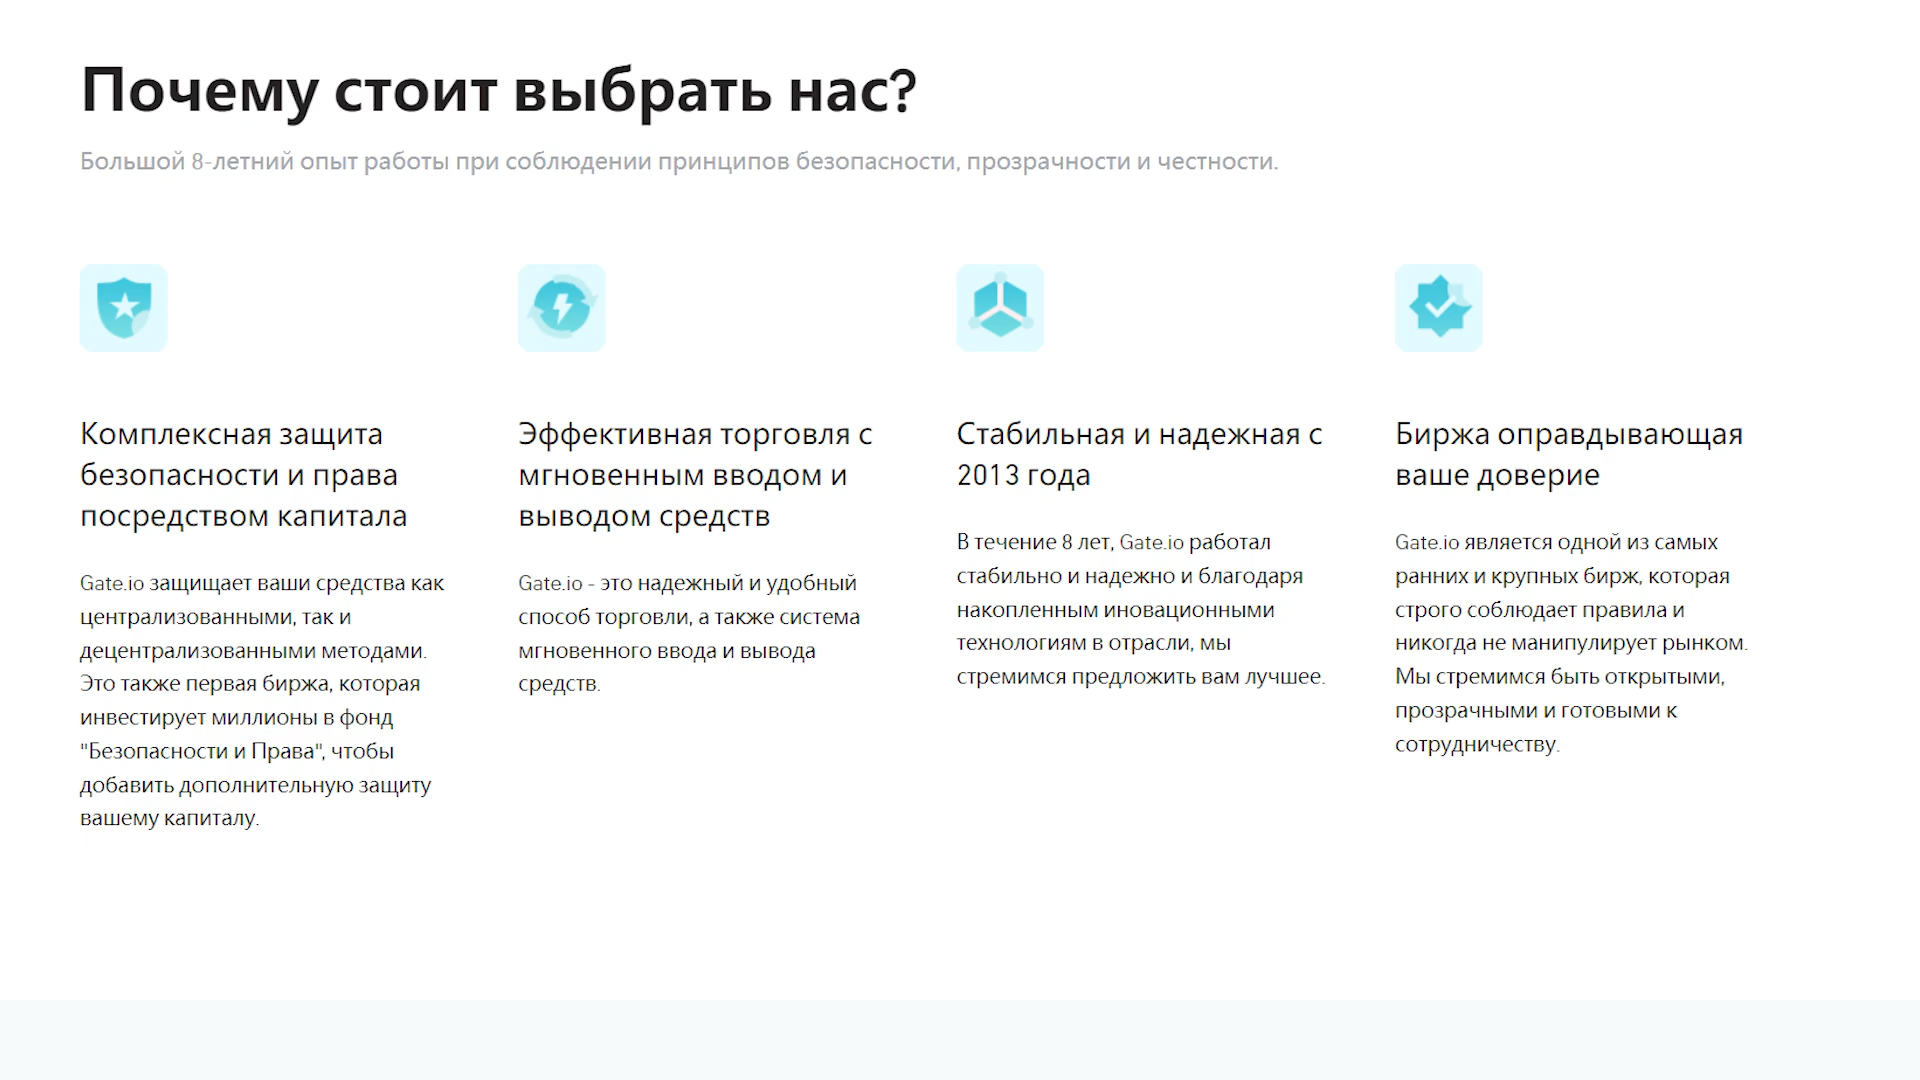 Почему стоит выбрать нас?
Большой 8-летний опыт работы при соблюдении принципов безопасности, прозрачности и честности.
Комплексная защита
безопасности и права
посредством капитала
Gate.io защищает ваши средства как
централизованными, так и
децентрализованными методами.
Это также первая биржа, которая
инвестирует миллионы в фонд
"Безопасности и Права", чтобы
добавить дополнительную защиту
вашему капиталу.
Эффективная торговля с
мгновенным вводом и
выводом средств
Gate.io - это надежный и удобный
способ торговли, а также система
мгновенного ввода и вывода
средств.
Стабильная и надежная с
2013 года
В течение 8 лет, Gate.io работал
стабильно и надежно и благодаря
накопленным иновационными
технологиям в отрасли, мы
стремимся предложить вам лучшее.
Биржа оправдывающая
ваше доверие
Gate.io является одной из самых
ранних и крупных бирж, которая
строго соблюдает правила и
никогда не манипулирует рынком.
Мы стремимся быть открытыми,
прозрачными и готовыми к
сотрудничеству.